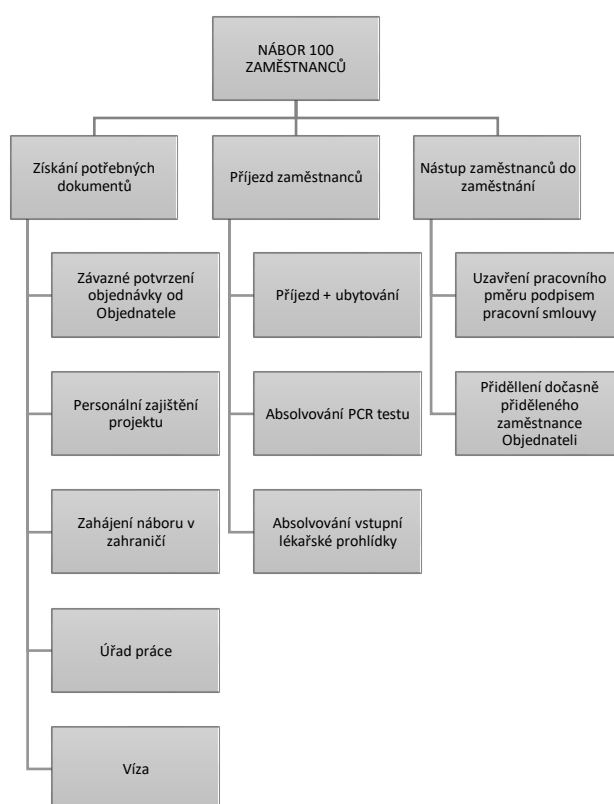 NÁBOR 100
ZAMĚSTNANCŮ
Získání potřebných
dokumentů
Závazné potvrzení
objednávky od
Objednatele
Personální zajištění
projektu
Zahájení náboru v
zahraničí
Úřad práce
Víza
Příjezd zaměstnanců
Příjezd + ubytování
Absolvování PCR testu
Absolvování vstupní
lékařské prohlídky
Nástup zaměstnanců do
zaměstnání
Uzavření pracovního
pměru podpisem
pracovní smlouvy
Přiděllení dočasně
přiděleného
zaměstnance
Objednateli